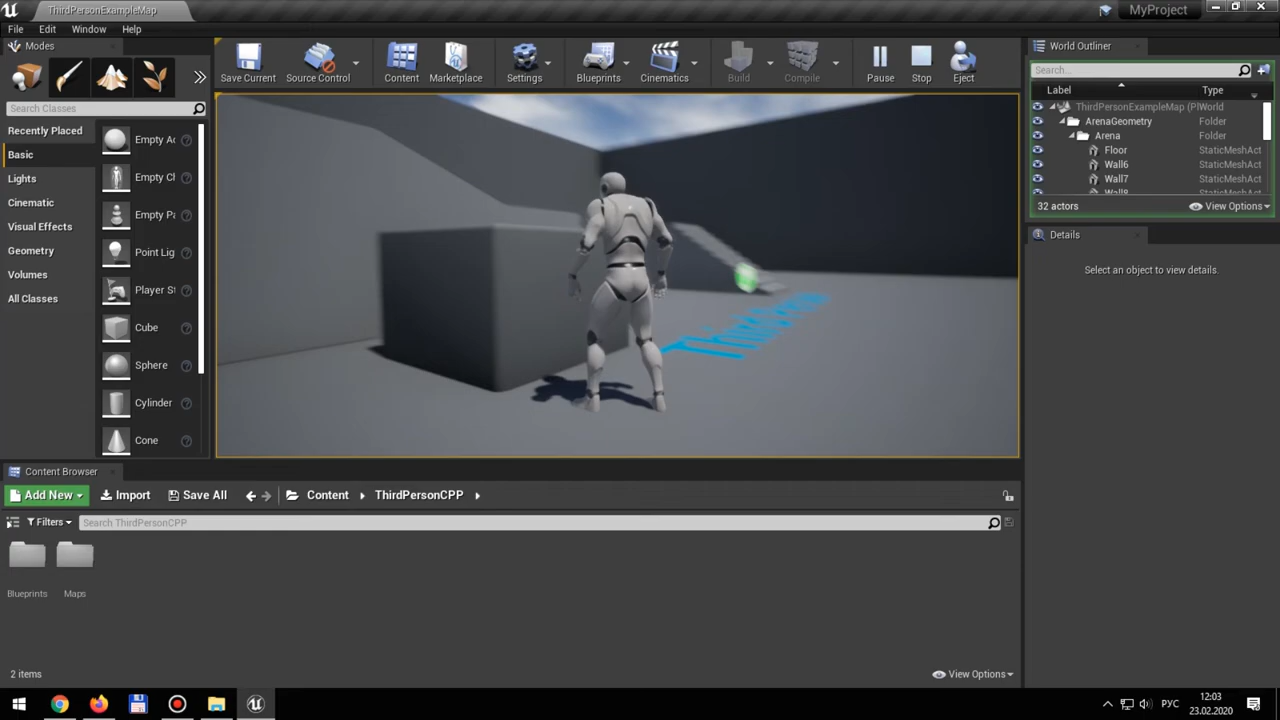 ThirdPersonExampleMap
MyProject
File Edit Window Help
Modes
Search Classes
Recently Placed
Basic
Lights
Cinematic
Visual Effects
Geometry
Volumes
All Classes
Empty Ac
Empty Ch
Empty Pa
Point Lig
Player St
Cube
Sphere
Cylinder
Cone
Save Current
Source Control
Content
Marketplace
Settings
Blueprints
Cinematics
Build
Compile
Pause
Stop
Eject
World Outliner
Search...
Label Type
ThirdPersonExampleMap (Pl World
ArenaGeometry Folder
Arena Folder
Floor StaticMeshAct
Wall6 StaticMeshAct
Wall7 StaticMeshAct
Wall8 StaticMeshAct
32 actors View Options
Details
Select an object to view details.
Content Browser
Add New Import Save All Content ThirdPersonCPP
Filters Search ThirdPersonCPP
Blueprints Maps
2 items View Options
РУС
12:03
23.02.2020